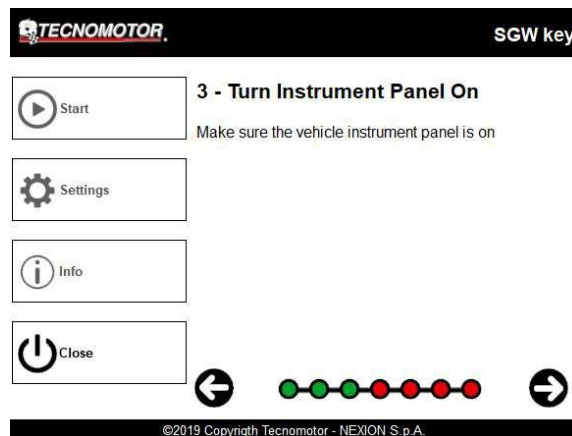 TECNOMOTOR.
SGW key
Start
3 - Turn Instrument Panel On
Make sure the vehicle instrument panel is on
Settings
Info
Close
©2019 Copyrigth Tecnomotor - NEXION S.p.A.